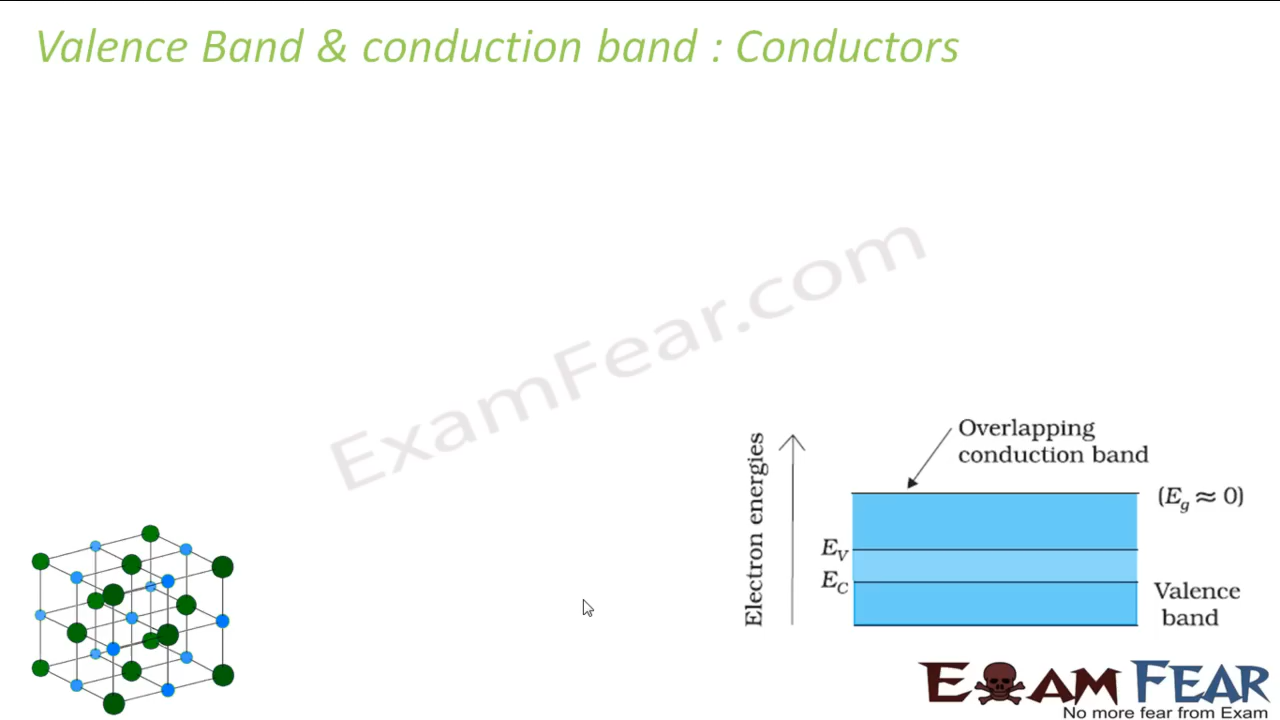 Valence Band & conduction band : Conductors
ExamFear.com
Overlapping
conduction band
Electron energies
(E_g ≈ 0)
E_V
E_C
Valence
band
EXAM FEAR
No more fear from Exam